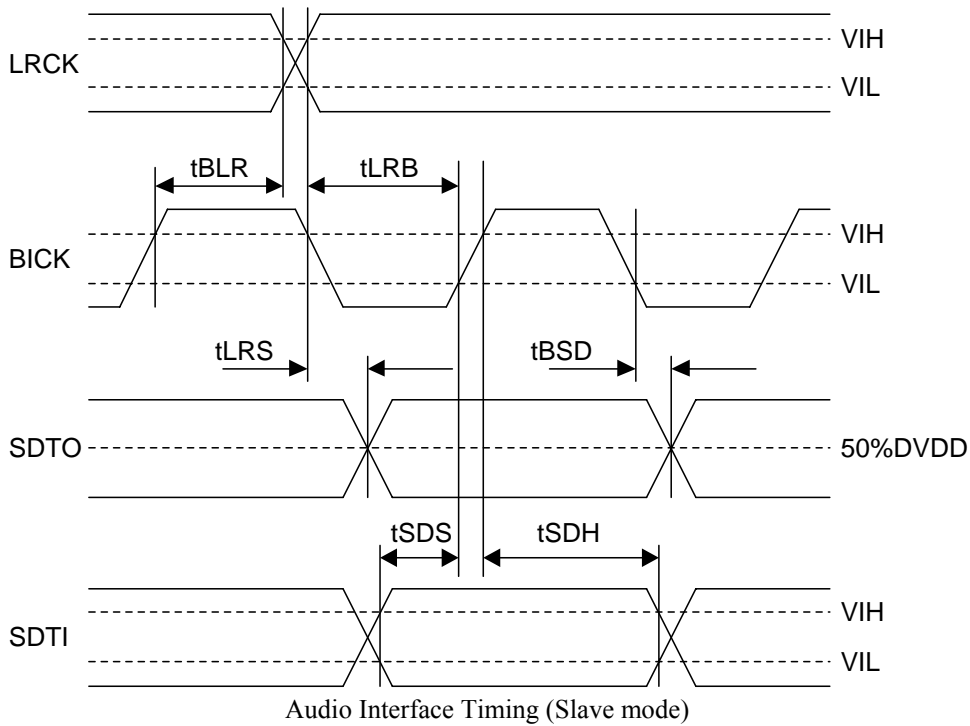 LRCK
VIH
VIL
tBLR
tLRB
BICK
VIH
VIL
tLRS
tBSD
SDTO
50%DVDD
tSDS
tSDH
SDTI
VIH
VIL
Audio Interface Timing (Slave mode)